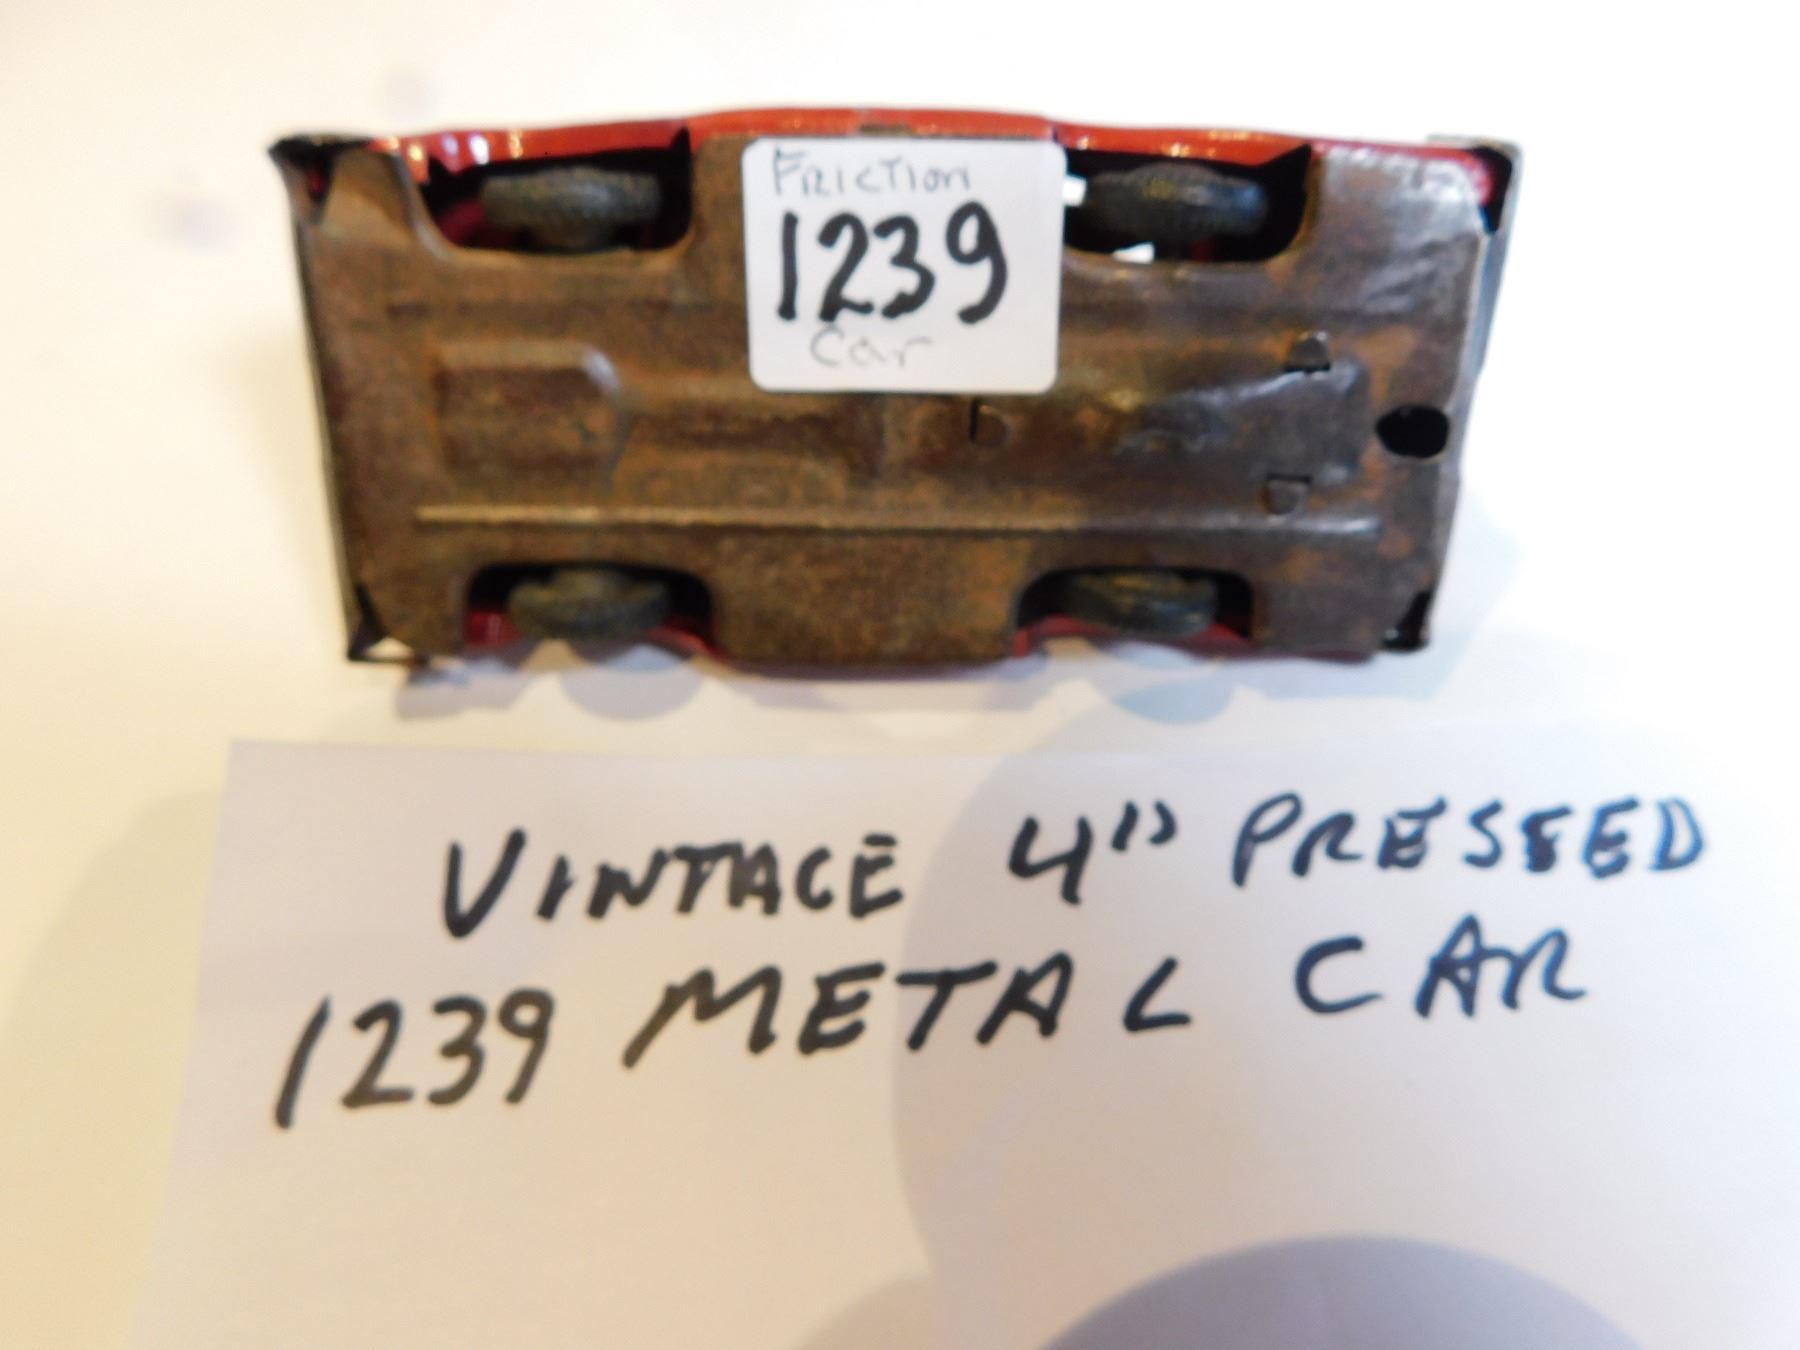 FRICTION
1239
Car
VINTAGE 4" PRESSED
1239 METAL CAR